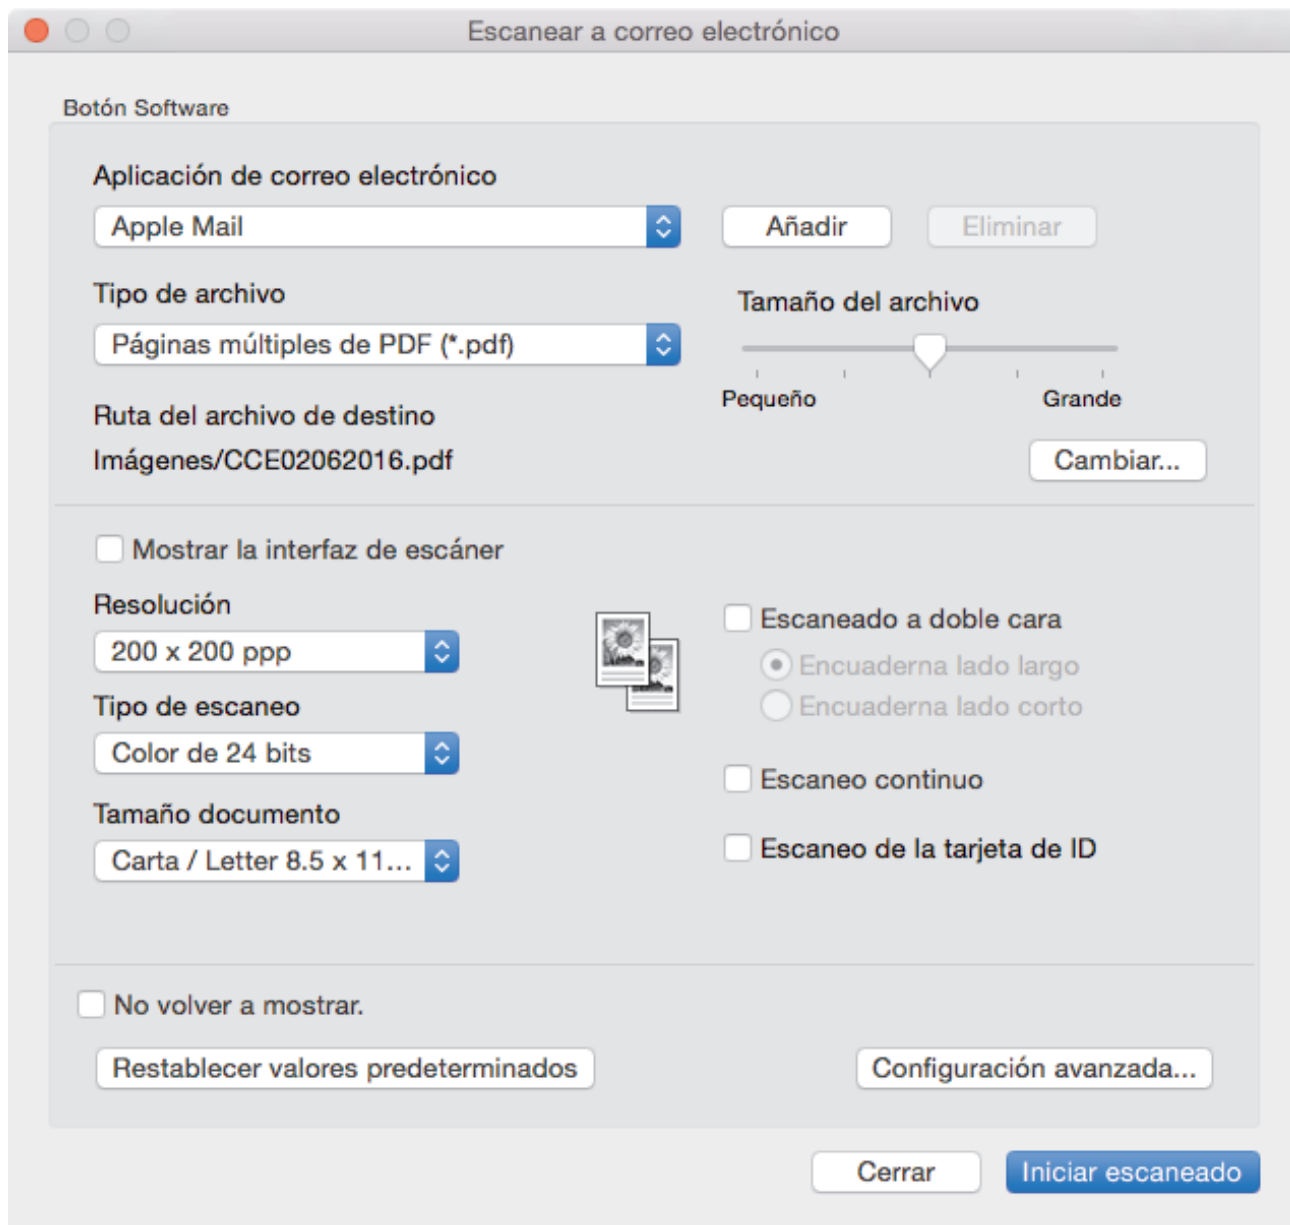 Escanear a correo electrónico
Botón Software
Aplicación de correo electrónico
Apple Mail
Añadir
Eliminar
Tipo de archivo
Tamaño del archivo
Páginas múltiples de PDF (*.pdf)
Pequeño
Grande
Ruta del archivo de destino
Imágenes/CCE02062016.pdf
Cambiar...
Mostrar la interfaz de escáner
Resolución
Escaneado a doble cara
200 x 200 ppp
Encuaderna lado largo
Tipo de escaneo
Encuaderna lado corto
Color de 24 bits
Escaneo continuo
Tamaño documento
Carta / Letter 8.5 x 11...
Escaneo de la tarjeta de ID
No volver a mostrar.
Restablecer valores predeterminados
Configuración avanzada...
Cerrar
Iniciar escaneado